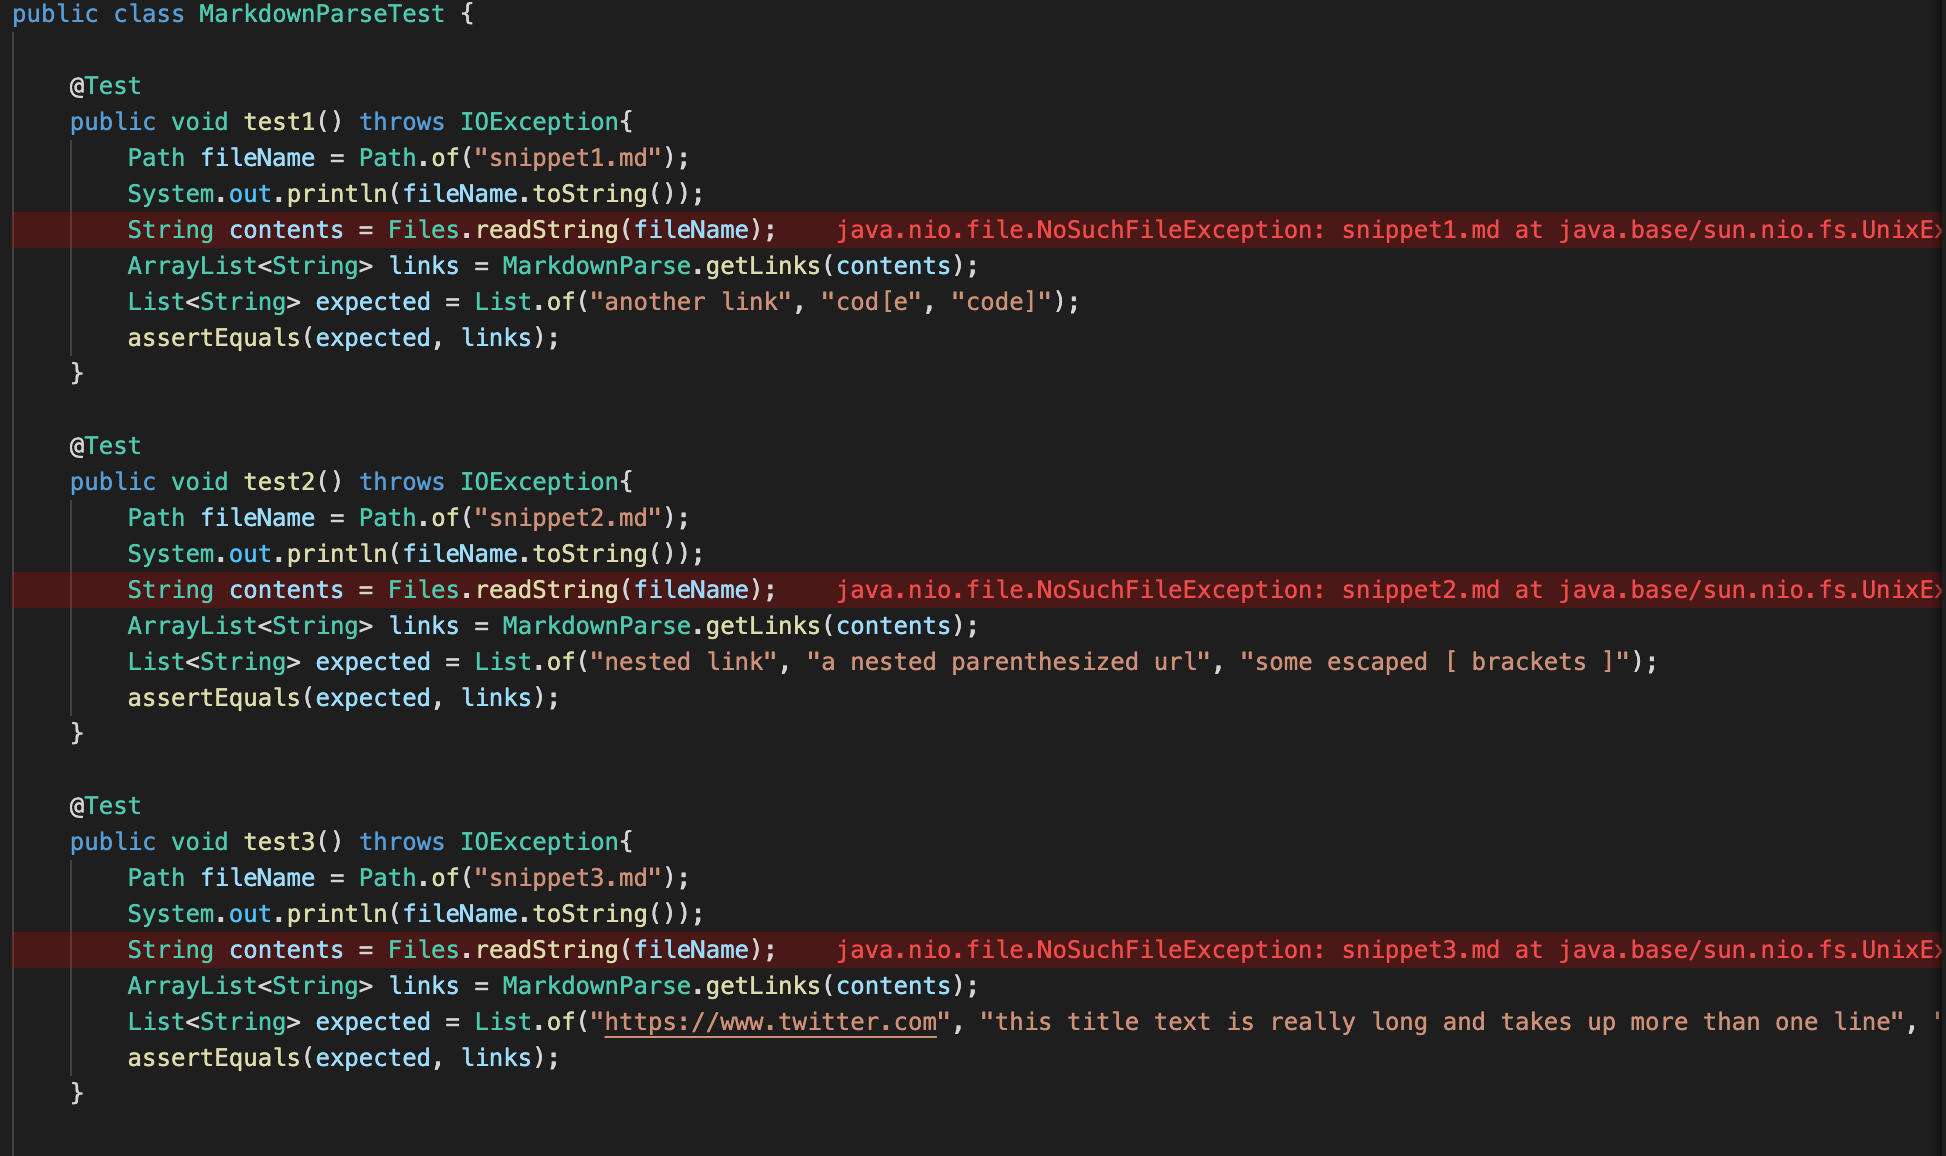 public class MarkdownParseTest {
@Test
public void test1() throws IOException{
Path fileName = Path.of("snippet1.md");
System.out.println(fileName.toString());
String contents = Files.readString(fileName); java.nio.file.NoSuchFileException: snippet1.md at java.base/sun.nio.fs.UnixEx
ArrayList<String> links = MarkdownParse.getLinks(contents);
List<String> expected = List.of("another link", "cod[e", "code]");
assertEquals(expected, links);
}
@Test
public void test2() throws IOException{
Path fileName = Path.of("snippet2.md");
System.out.println(fileName.toString());
String contents = Files.readString(fileName); java.nio.file.NoSuchFileException: snippet2.md at java.base/sun.nio.fs.UnixEx
ArrayList<String> links = MarkdownParse.getLinks(contents);
List<String> expected = List.of("nested link", "a nested parenthesized url", "some escaped [ brackets ]");
assertEquals(expected, links);
}
@Test
public void test3() throws IOException{
Path fileName = Path.of("snippet3.md");
System.out.println(fileName.toString());
String contents = Files.readString(fileName); java.nio.file.NoSuchFileException: snippet3.md at java.base/sun.nio.fs.UnixEx
ArrayList<String> links = MarkdownParse.getLinks(contents);
List<String> expected = List.of("https://www.twitter.com", "this title text is really long and takes up more than one line", "
assertEquals(expected, links);
}